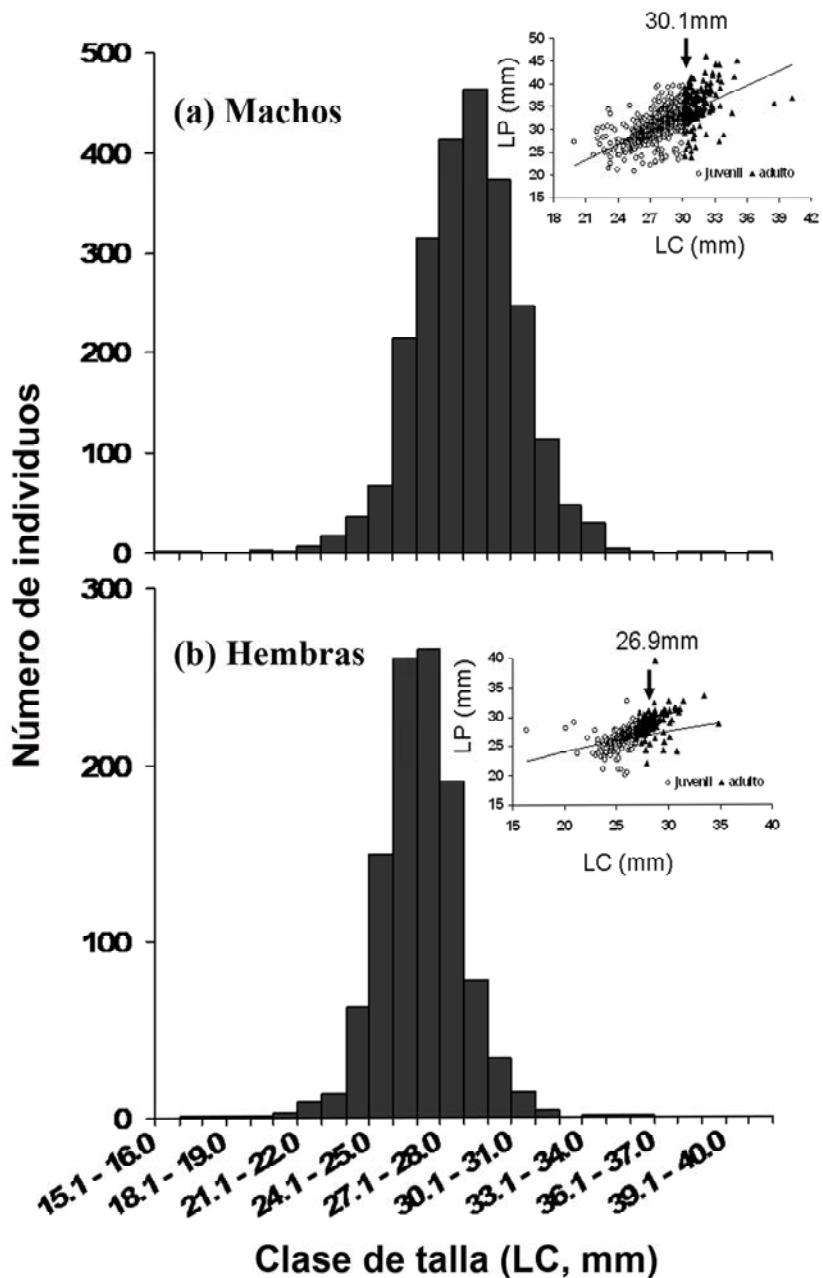 500
400
300
200
100
0
(a) Machos
30.1mm
50
45
40
35
30
25
20
15
LP (mm)
juvenil adulto
18 21 24 27 30 33 36 39 42
LC (mm)
Número de individuos
300
200
100
0
(b) Hembras
26.9mm
40
35
30
25
20
15
LP (mm)
juvenil adulto
15 20 25 30 35 40
LC (mm)
15.1 - 16.0
18.1 - 19.0
21.1 - 22.0
24.1 - 25.0
27.1 - 28.0
30.1 - 31.0
33.1 - 34.0
36.1 - 37.0
39.1 - 40.0
Clase de talla (LC, mm)